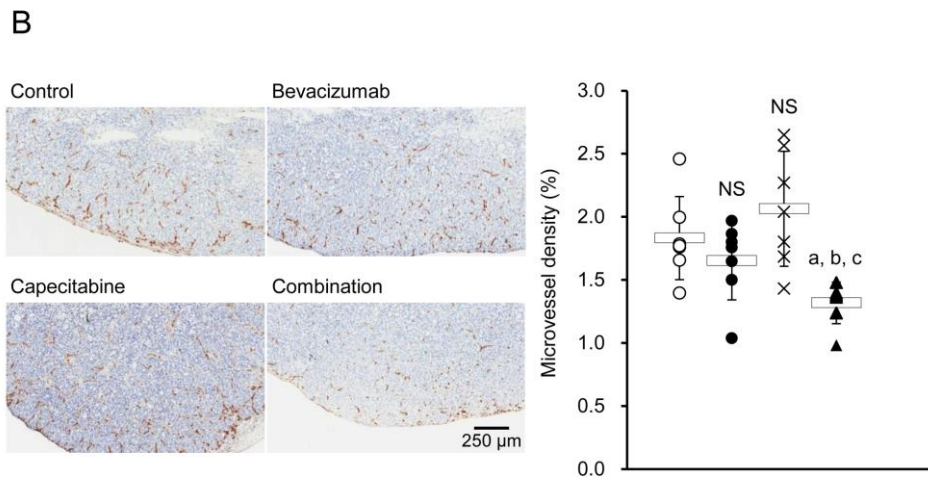 B
Control
Bevacizumab
Capecitabine
Combination
250 μm
Microvessel density (%)
3.0
2.5
2.0
1.5
1.0
0.5
0.0
NS
NS
a, b, c